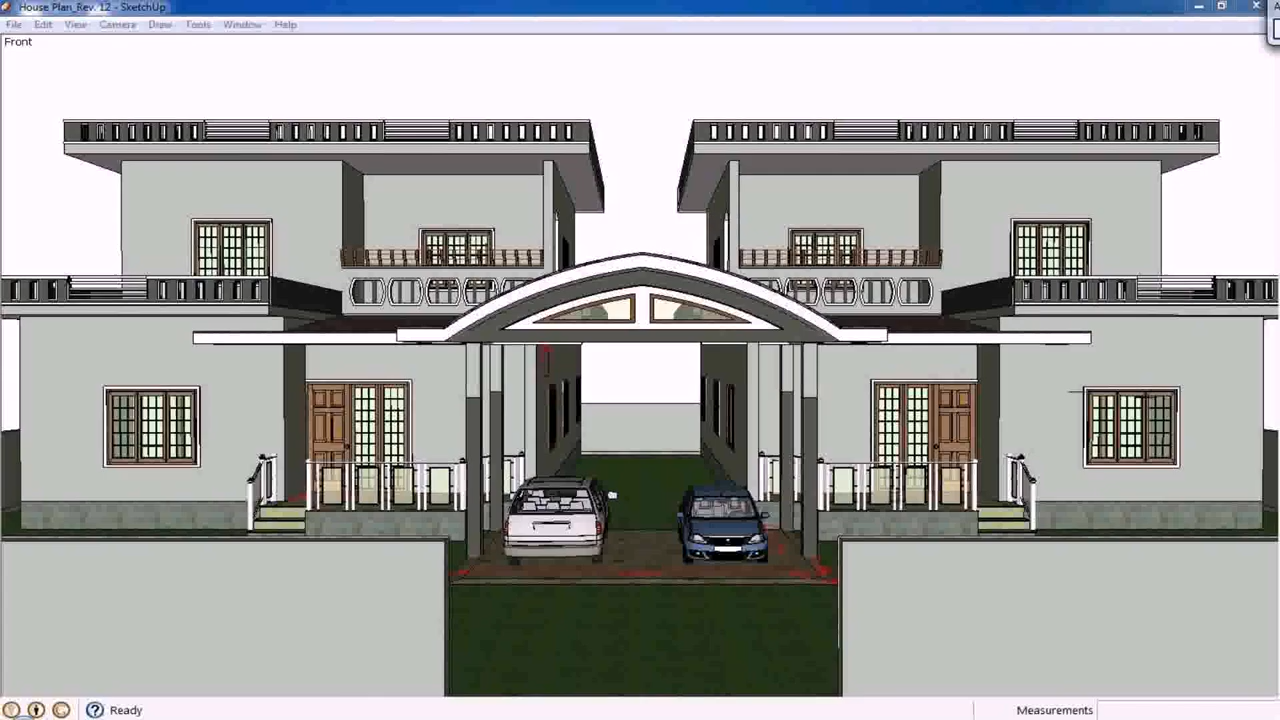 House Plan_Rev. 12 - SketchUp
File Edit View Camera Draw Tools Window Help
Front
Ready
Measurements